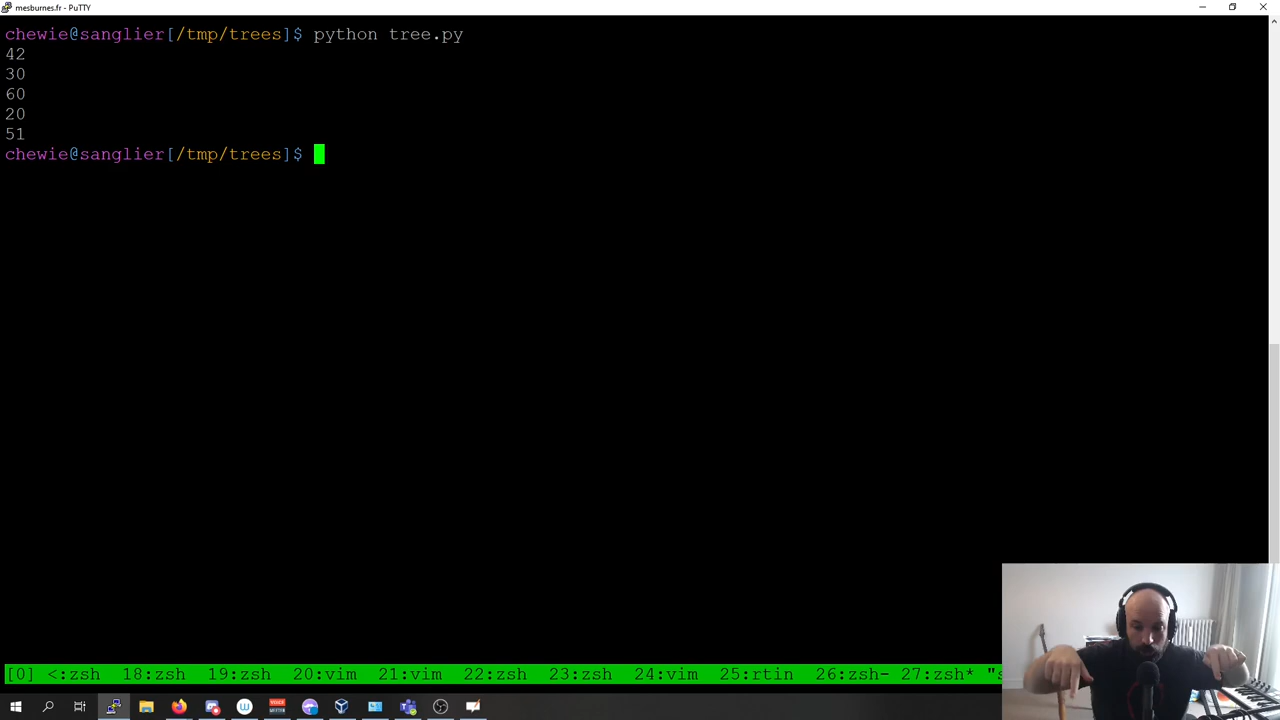 mesburnes.fr - PuTTY
chewie@sanglier[/tmp/trees]$ python tree.py
42
30
60
20
51
chewie@sanglier[/tmp/trees]$
[0] <:zsh 18:zsh 19:zsh 20:vim 21:vim 22:zsh 23:zsh 24:vim 25:rtin 26:zsh- 27:zsh* "s